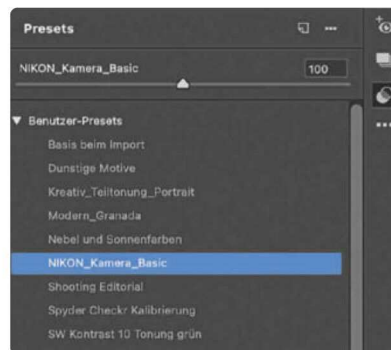 Presets
NIKON_Kamera_Basic 100
Benutzer-Presets
Basis beim Import
Dunstige Motive
Kreativ_Teiltonung_Portrait
Modern_Granada
Nebel und Sonnenfarben
NIKON_Kamera_Basic
Shooting Editorial
Spyder Checkr Kalibrierung
SW Kontrast 10 Tonung grün